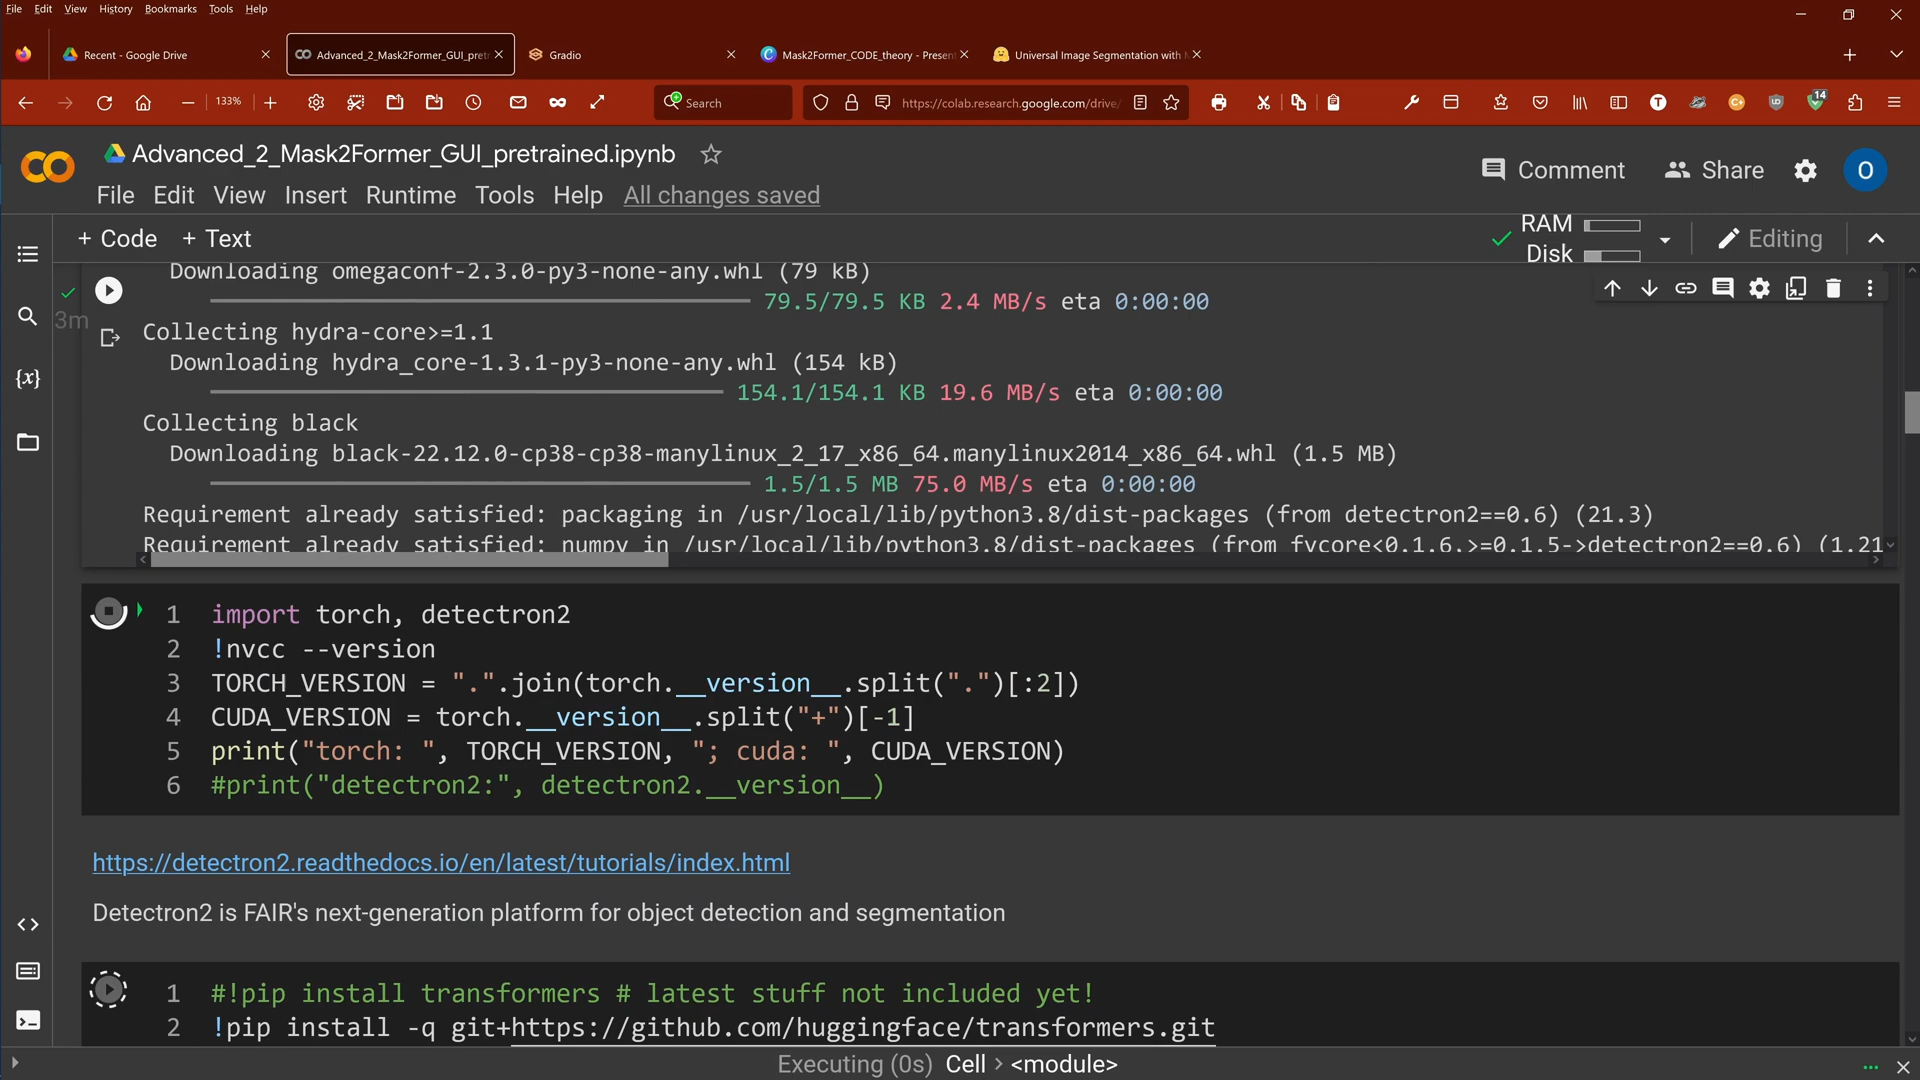 File Edit View History Bookmarks Tools Help
Recent - Google Drive
Advanced_2_Mask2Former_GUI_pret
Gradio
Mask2Former_CODE_theory - Presen
Universal Image Segmentation with
133%
Search
https://colab.research.google.com/drive/
14
Advanced_2_Mask2Former_GUI_pretrained.ipynb
Comment
Share
O
File Edit View Insert Runtime Tools Help All changes saved
+ Code + Text
RAM
Disk
Editing
3m
Downloading omegaconf-2.3.0-py3-none-any.whl (79 kB)
79.5/79.5 KB 2.4 MB/s eta 0:00:00
Collecting hydra-core>=1.1
Downloading hydra_core-1.3.1-py3-none-any.whl (154 kB)
154.1/154.1 KB 19.6 MB/s eta 0:00:00
Collecting black
Downloading black-22.12.0-cp38-cp38-manylinux_2_17_x86_64.manylinux2014_x86_64.whl (1.5 MB)
1.5/1.5 MB 75.0 MB/s eta 0:00:00
Requirement already satisfied: packaging in /usr/local/lib/python3.8/dist-packages (from detectron2==0.6) (21.3)
Requirement already satisfied: numpy in /usr/local/lib/python3.8/dist-packages (from fvcore<0.1.6,>=0.1.5->detectron2==0.6) (1.21
1 import torch, detectron2
2 !nvcc --version
3 TORCH_VERSION = ".".join(torch.__version__.split(".")[:2])
4 CUDA_VERSION = torch.__version__.split("+")[-1]
5 print("torch: ", TORCH_VERSION, "; cuda: ", CUDA_VERSION)
6 #print("detectron2:", detectron2.__version__)
https://detectron2.readthedocs.io/en/latest/tutorials/index.html
Detectron2 is FAIR's next-generation platform for object detection and segmentation
1 #!pip install transformers # latest stuff not included yet!
2 !pip install -q git+https://github.com/huggingface/transformers.git
Executing (0s) Cell > <module>